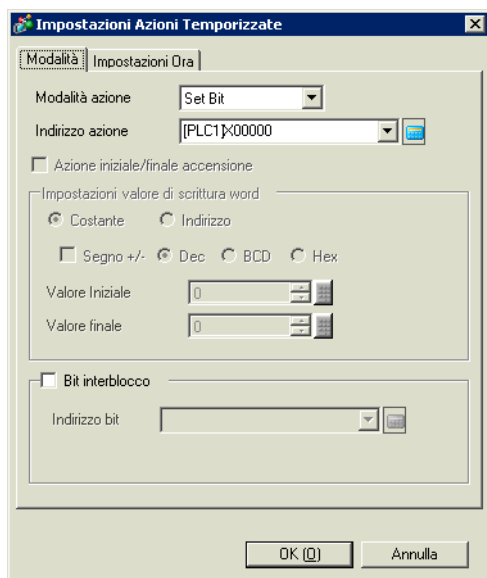 Impostazioni Azioni Temporizzate
Modalità Impostazioni Ora
Modalità azione Set Bit
Indirizzo azione [PLC1]X00000
Azione iniziale/finale accensione
Impostazioni valore di scrittura word
Costante Indirizzo
Segno +/- Dec BCD Hex
Valore Iniziale 0
Valore finale 0
Bit interblocco
Indirizzo bit
OK (O) Annulla